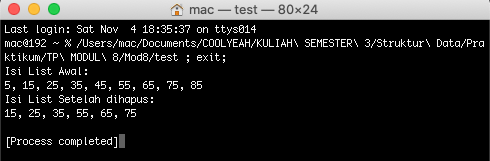 mac — test — 80×24
Last login: Sat Nov  4 18:35:37 on ttys014
mac@192 ~ % /Users/mac/Documents/COOLYEAH/KULIAH\ SEMESTER\ 3/Struktur\ Data/Pra
ktikum/TP\ MODUL\ 8/Mod8/test ; exit;
Isi List Awal:
5, 15, 25, 35, 45, 55, 65, 75, 85
Isi List Setelah dihapus:
15, 25, 35, 55, 65, 75
[Process completed]